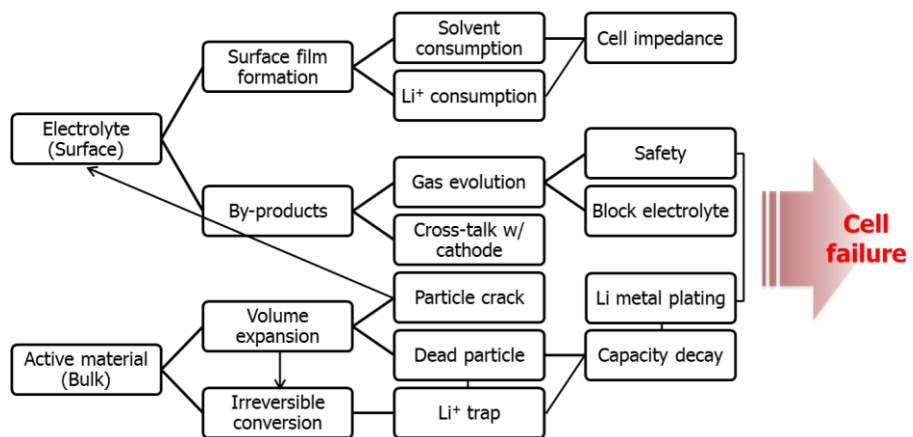 Solvent
consumption
Cell impedance
Surface film
formation
Li⁺ consumption
Electrolyte
(Surface)
Safety
Gas evolution
By-products
Block electrolyte
Cross-talk w/
cathode
Cell
failure
Particle crack
Li metal plating
Volume
expansion
Dead particle
Capacity decay
Active material
(Bulk)
Irreversible
conversion
Li⁺ trap